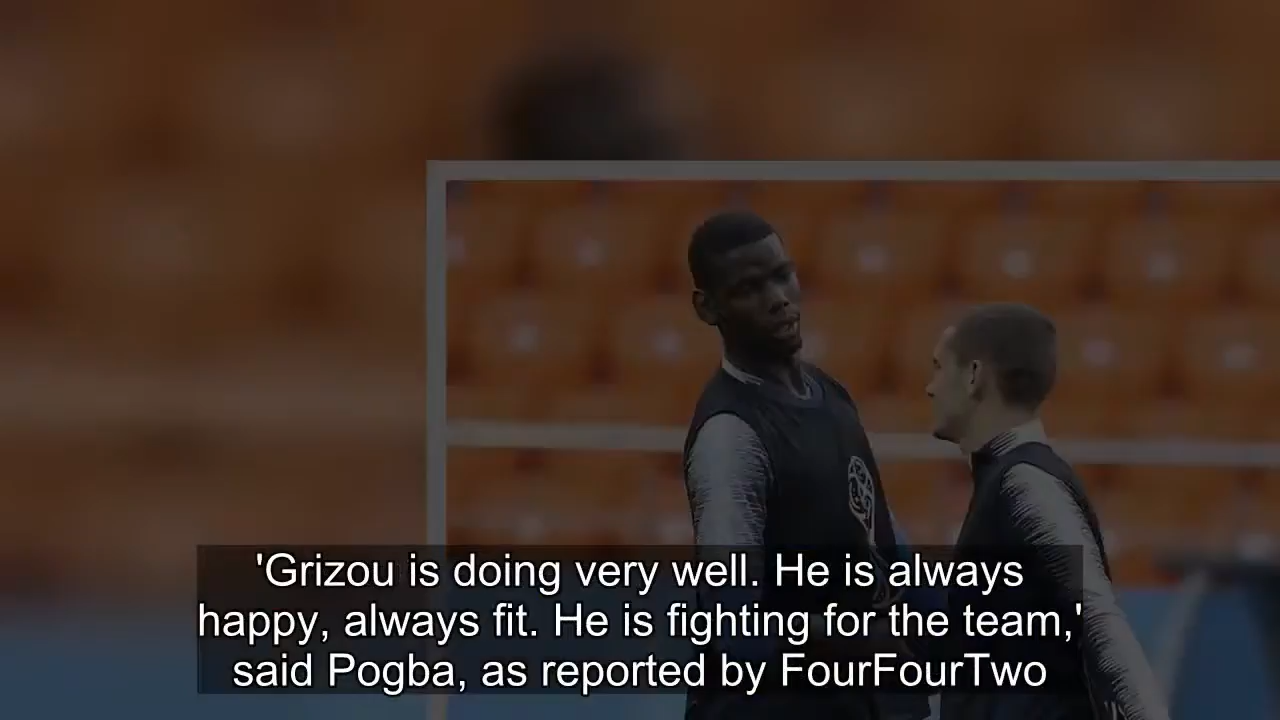 'Grizou is doing very well. He is always
happy, always fit. He is fighting for the team,'
said Pogba, as reported by FourFourTwo